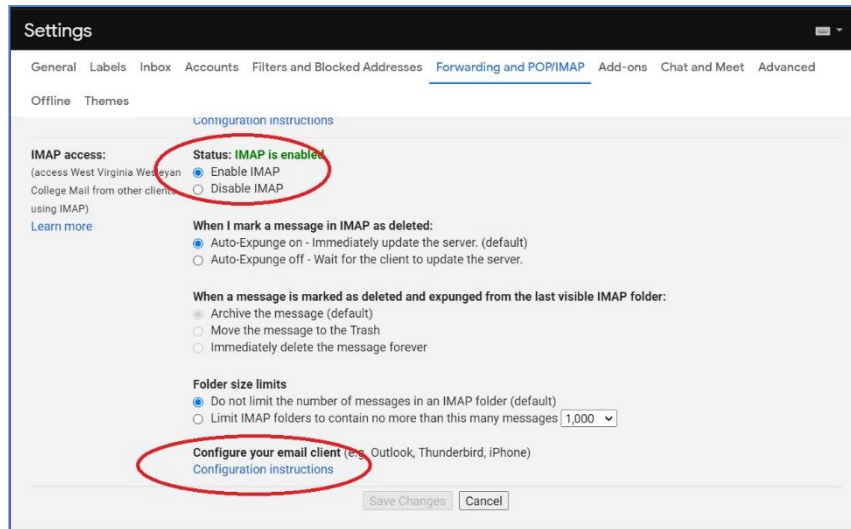 Settings
General Labels Inbox Accounts Filters and Blocked Addresses Forwarding and POP/IMAP Add-ons Chat and Meet Advanced
Offline Themes
Configuration instructions
IMAP access:
(access West Virginia Wesleyan
College Mail from other clients
using IMAP)
Learn more
Status: IMAP is enabled
Enable IMAP
Disable IMAP
When I mark a message in IMAP as deleted:
Auto-Expunge on - Immediately update the server. (default)
Auto-Expunge off - Wait for the client to update the server.
When a message is marked as deleted and expunged from the last visible IMAP folder:
Archive the message (default)
Move the message to the Trash
Immediately delete the message forever
Folder size limits
Do not limit the number of messages in an IMAP folder (default)
Limit IMAP folders to contain no more than this many messages 1,000
Configure your email client (e.g. Outlook, Thunderbird, iPhone)
Configuration instructions
Save Changes Cancel